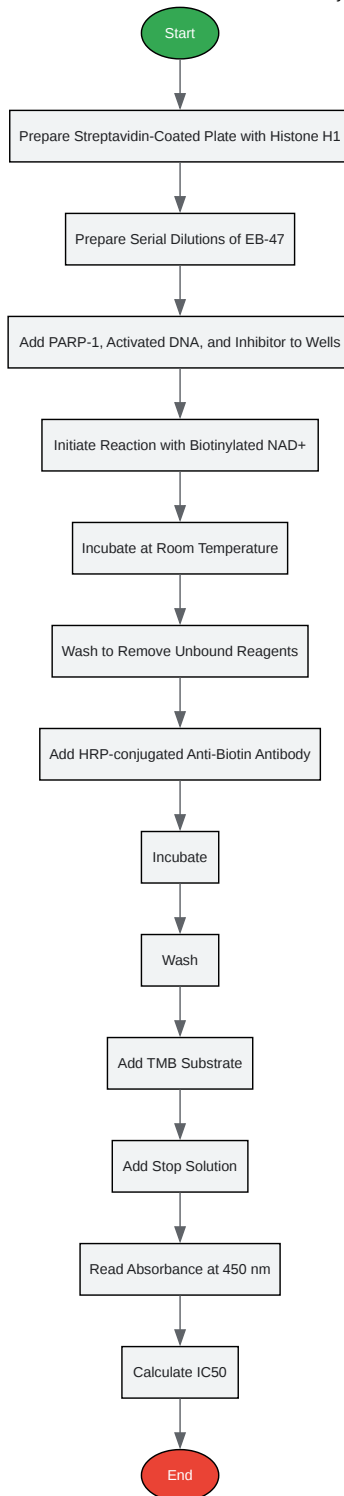 Start
Prepare Streptavidin-Coated Plate with Histone H1
Prepare Serial Dilutions of EB-47
Add PARP-1, Activated DNA, and Inhibitor to Wells
Initiate Reaction with Biotinylated NAD+
Incubate at Room Temperature
Wash to Remove Unbound Reagents
Add HRP-conjugated Anti-Biotin Antibody
Incubate
Wash
Add TMB Substrate
Add Stop Solution
Read Absorbance at 450 nm
Calculate IC50
End